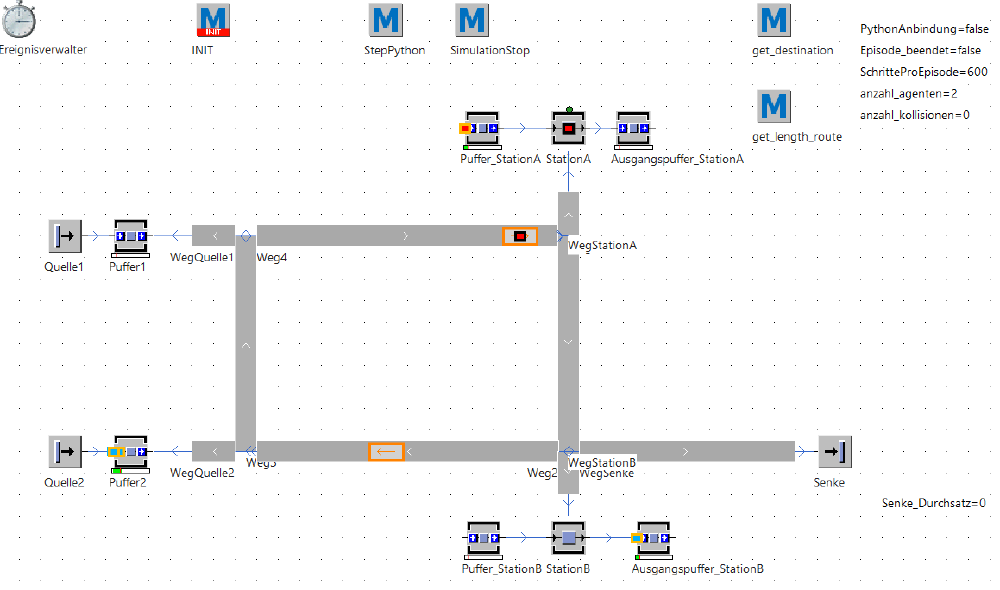 M
INIT
M
M
M
Ereignisverwalter
INIT
StepPython
SimulationStop
get_destination
PythonAnbindung=false
Episode_beendet=false
SchritteProEpisode=600
anzahl_agenten=2
anzahl_kollisionen=0
M
get_length_route
Puffer_StationA
StationA
Ausgangspuffer_StationA
WegStationA
Quelle1
Puffer1
WegQuelle1
Weg4
Quelle2
Puffer2
WegQuelle2
Weg3
Weg2
WegStationB
WegSenke
Senke
Senke_Durchsatz=0
Puffer_StationB
StationB
Ausgangspuffer_StationB